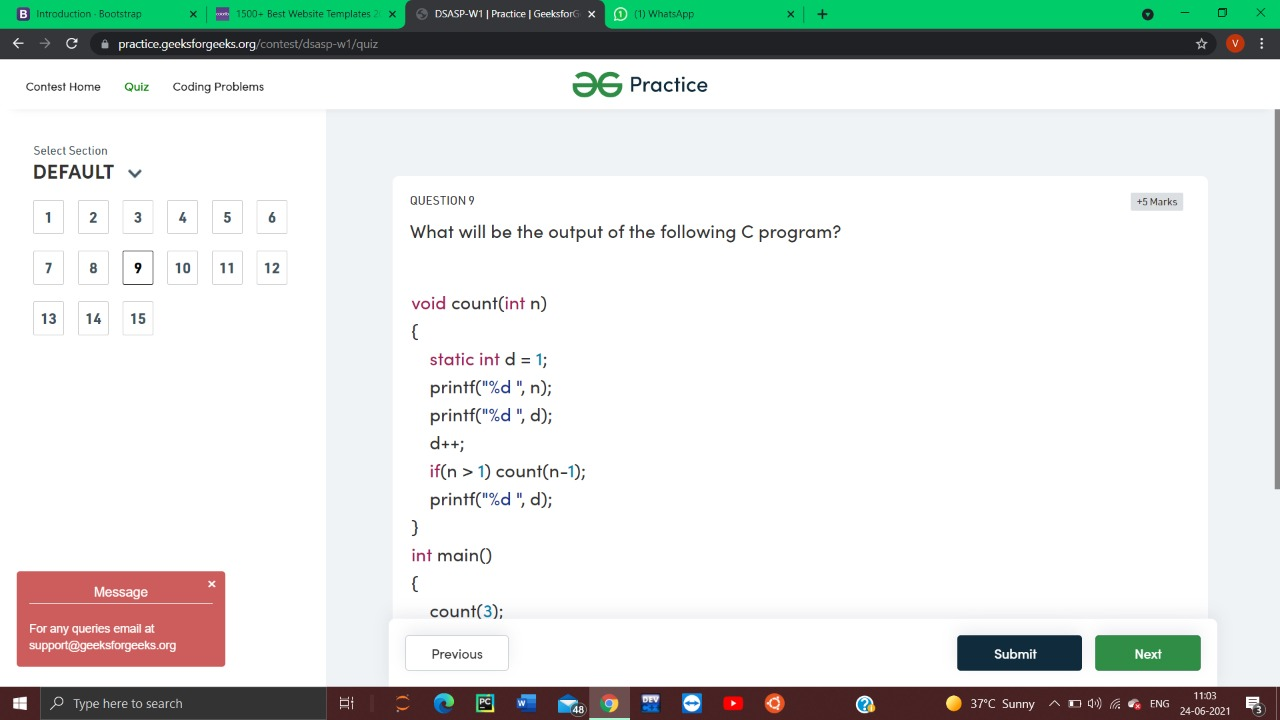 Introduction · Bootstrap
1500+ Best Website Templates 2
DSASP-W1 | Practice | GeeksforG
(1) WhatsApp
practice.geeksforgeeks.org/contest/dsasp-w1/quiz
V
Contest Home
Quiz
Coding Problems
Practice
Select Section
DEFAULT
1 2 3 4 5 6
7 8 9 10 11 12
13 14 15
QUESTION 9
+5 Marks
What will be the output of the following C program?
void count(int n)
{
static int d = 1;
printf("%d ", n);
printf("%d ", d);
d++;
if(n > 1) count(n-1);
printf("%d ", d);
}
int main()
{
count(3);
Message
×
For any queries email at
support@geeksforgeeks.org
Previous
Submit
Next
Type here to search
PC
W
48
DEV
37°C Sunny
ENG
11:03
24-06-2021
3